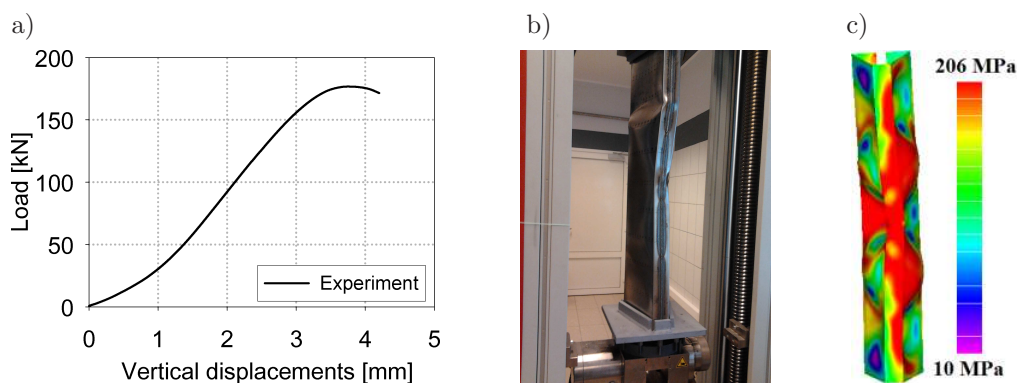 a)
b)
c)
Load [kN]
200
150
100
50
0
0 1 2 3 4 5
Vertical displacements [mm]
Experiment
206 MPa
10 MPa